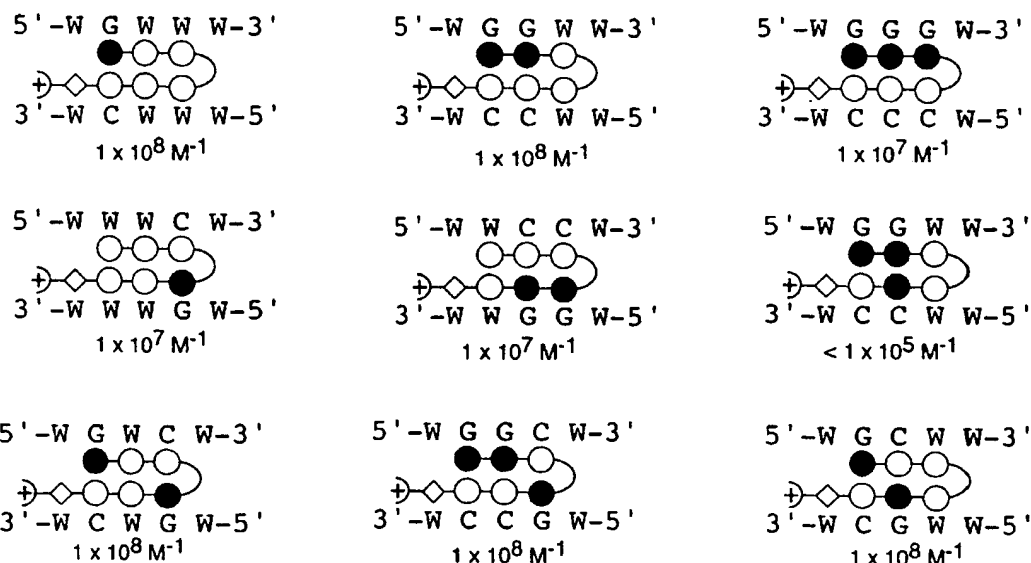 5'-W G W W W-3' 5'-W G G W W-3' 5'-W G G G W-3'
+ + +
3'-W C W W W-5' 3'-W C C W W-5' 3'-W C C C W-5'
1 x 10⁸ M⁻¹ 1 x 10⁸ M⁻¹ 1 x 10⁷ M⁻¹
5'-W W W C W-3' 5'-W W C C W-3' 5'-W G G W W-3'
+ + +
3'-W W W G W-5' 3'-W W G G W-5' 3'-W C C W W-5'
1 x 10⁷ M⁻¹ 1 x 10⁷ M⁻¹ < 1 x 10⁵ M⁻¹
5'-W G W C W-3' 5'-W G G C W-3' 5'-W G C W W-3'
+ + +
3'-W C W G W-5' 3'-W C C G W-5' 3'-W C G W W-5'
1 x 10⁸ M⁻¹ 1 x 10⁸ M⁻¹ 1 x 10⁸ M⁻¹